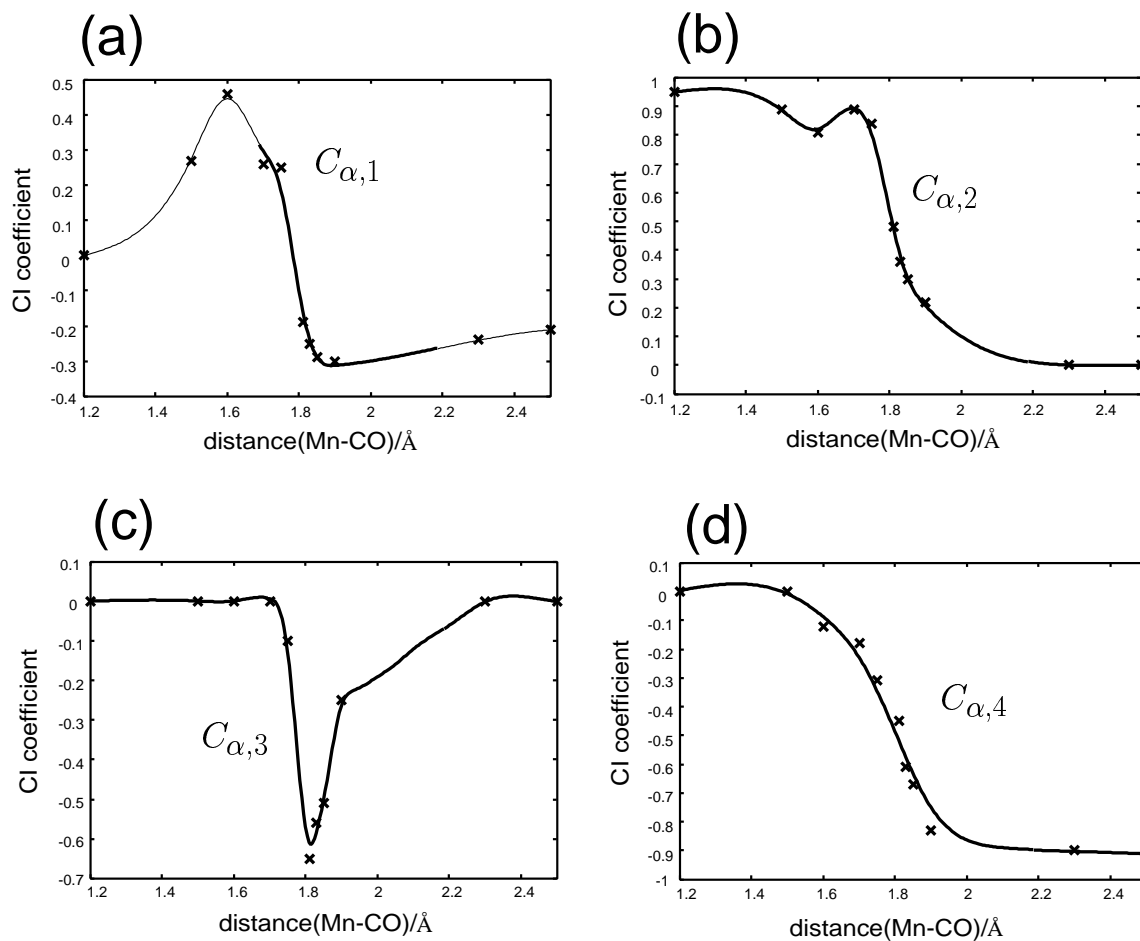 (a)
0.5
0.4
0.3
0.2
0.1
0
-0.1
-0.2
-0.3
-0.4
CI coefficient
C_{α,1}
1.2 1.4 1.6 1.8 2 2.2 2.4
distance(Mn-CO)/Å
(b)
1
0.9
0.8
0.7
0.6
0.5
0.4
0.3
0.2
0.1
0
-0.1
CI coefficient
C_{α,2}
1.2 1.4 1.6 1.8 2 2.2 2.4
distance(Mn-CO)/Å
(c)
0.1
0
-0.1
-0.2
-0.3
-0.4
-0.5
-0.6
-0.7
CI coefficient
C_{α,3}
1.2 1.4 1.6 1.8 2 2.2 2.4
distance(Mn-CO)/Å
(d)
0.1
0
-0.1
-0.2
-0.3
-0.4
-0.5
-0.6
-0.7
-0.8
-0.9
-1
CI coefficient
C_{α,4}
1.2 1.4 1.6 1.8 2 2.2 2.4
distance(Mn-CO)/Å